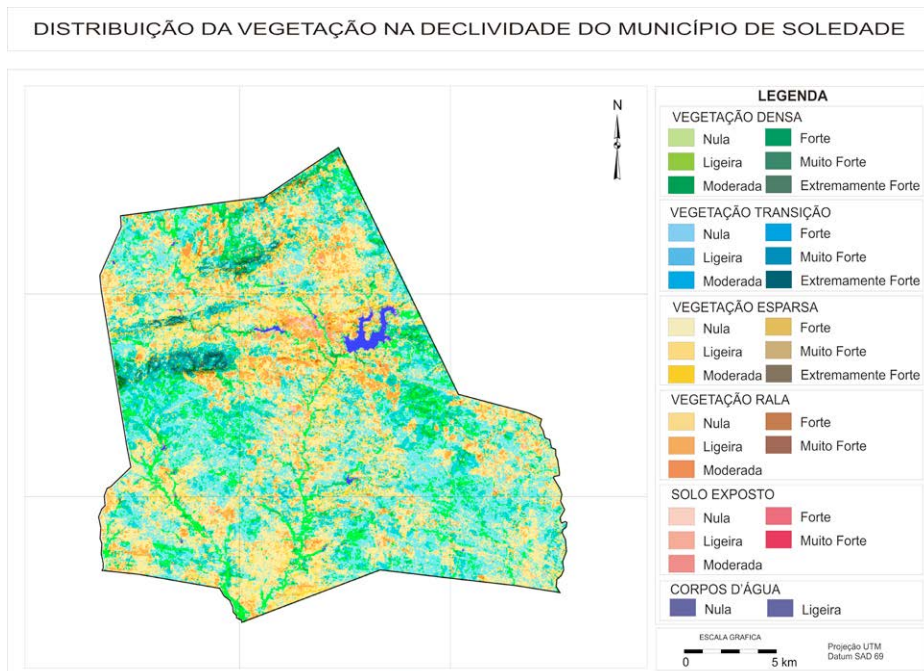 DISTRIBUIÇÃO DA VEGETAÇÃO NA DECLIVIDADE DO MUNICÍPIO DE SOLEDADE
N
LEGENDA
VEGETAÇÃO DENSA
Nula Forte
Ligeira Muito Forte
Moderada Extremamente Forte
VEGETAÇÃO TRANSIÇÃO
Nula Forte
Ligeira Muito Forte
Moderada Extremamente Forte
VEGETAÇÃO ESPARSA
Nula Forte
Ligeira Muito Forte
Moderada Extremamente Forte
VEGETAÇÃO RALA
Nula Forte
Ligeira Muito Forte
Moderada
SOLO EXPOSTO
Nula Forte
Ligeira Muito Forte
Moderada
CORPOS D'ÁGUA
Nula Ligeira
ESCALA GRAFICA
0 5 km
Projeção UTM
Datum SAD 69